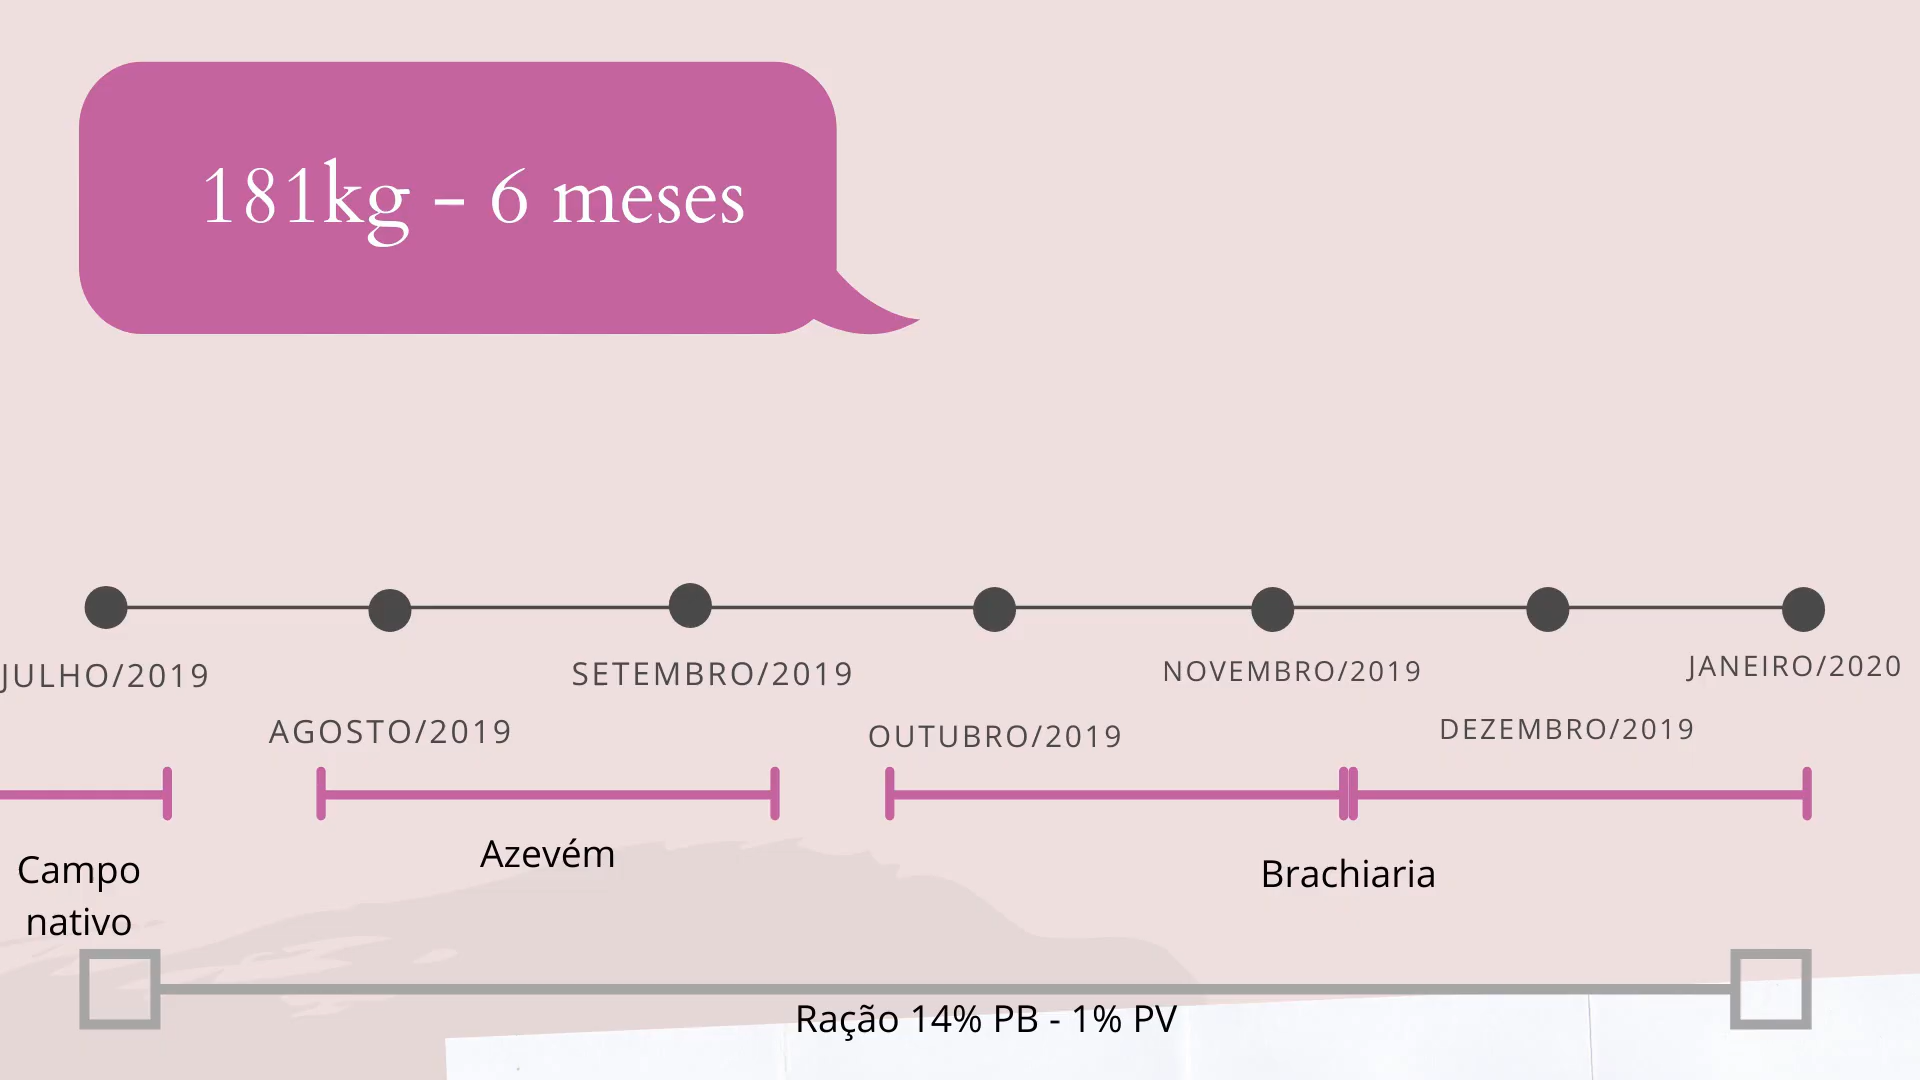 181kg - 6 meses
JULHO/2019
AGOSTO/2019
SETEMBRO/2019
OUTUBRO/2019
NOVEMBRO/2019
DEZEMBRO/2019
JANEIRO/2020
Campo
nativo
Azevém
Brachiaria
Ração 14% PB - 1% PV